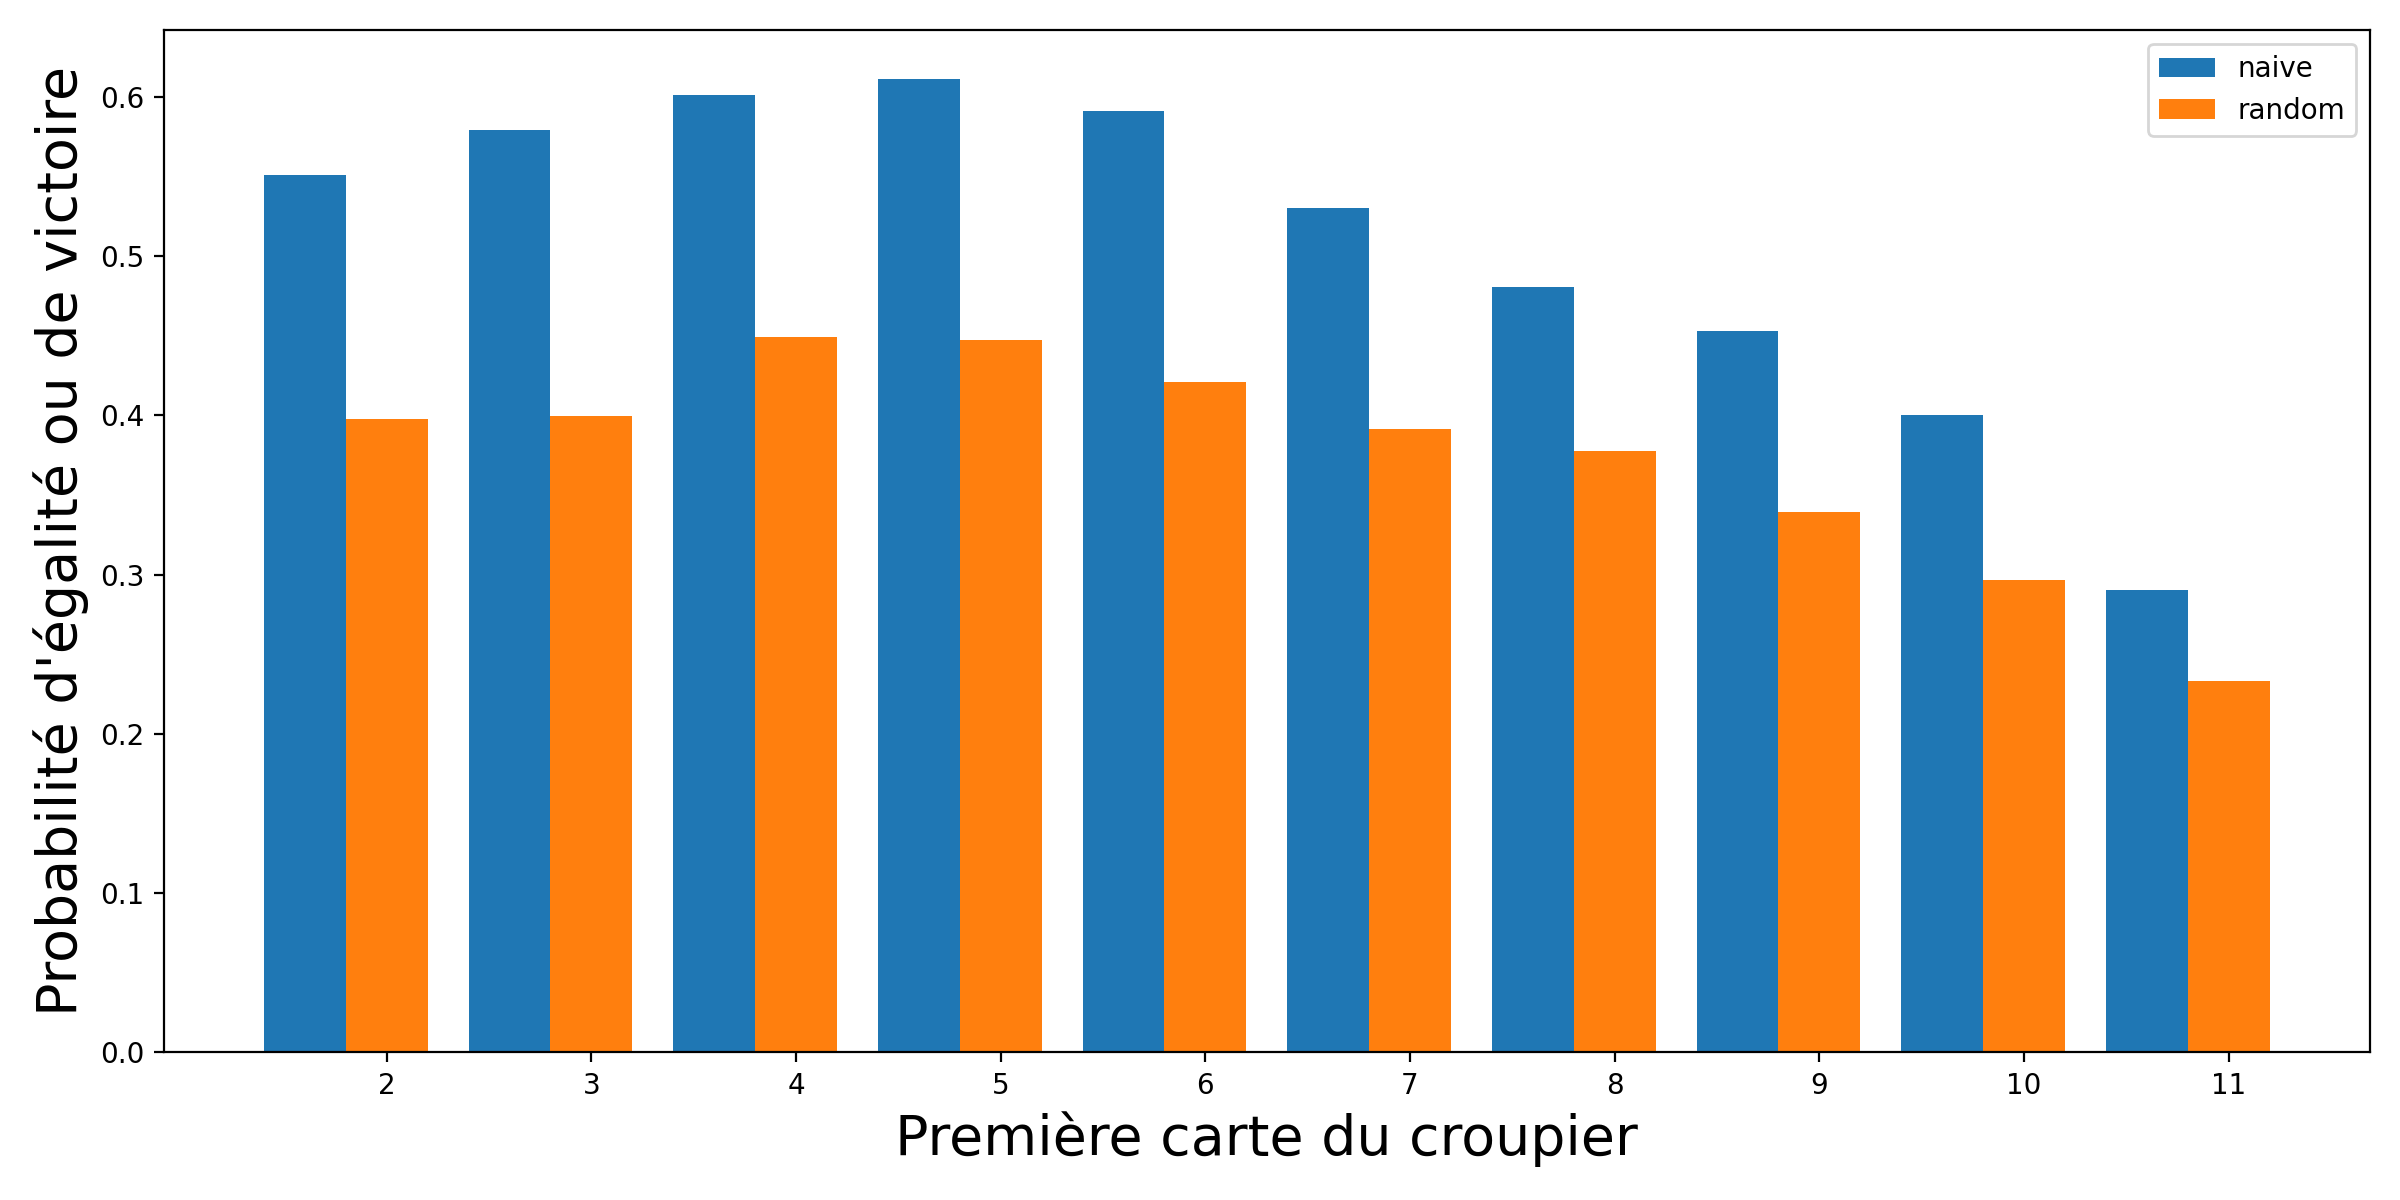 naive
random
Probabilité d'égalité ou de victoire
0.6
0.5
0.4
0.3
0.2
0.1
0.0
2 3 4 5 6 7 8 9 10 11
Première carte du croupier